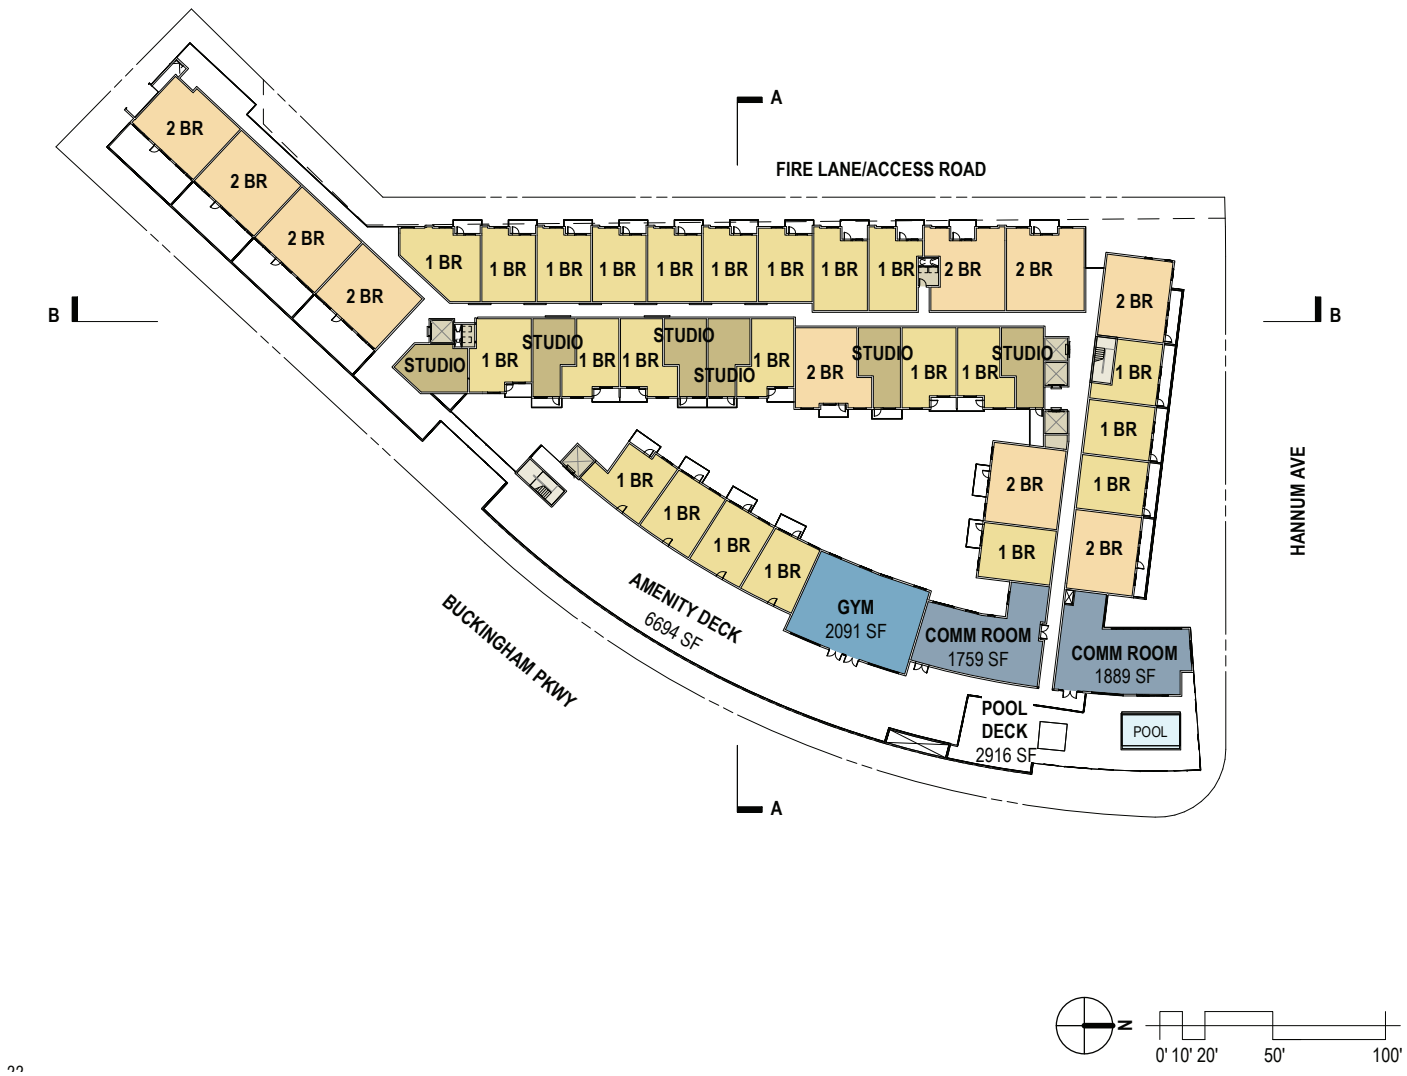 A
FIRE LANE/ACCESS ROAD
2 BR
2 BR
2 BR
2 BR
1 BR
1 BR
1 BR
1 BR
1 BR
1 BR
1 BR
1 BR
1 BR
2 BR
2 BR
2 BR
B
B
STUDIO
1 BR
STUDIO
1 BR
1 BR
STUDIO
STUDIO
1 BR
2 BR
STUDIO
1 BR
1 BR
STUDIO
1 BR
1 BR
1 BR
2 BR
2 BR
1 BR
1 BR
1 BR
1 BR
1 BR
HANNUM AVE
AMENITY DECK
6694 SF
BUCKINGHAM PKWY
GYM
2091 SF
COMM ROOM
1759 SF
COMM ROOM
1889 SF
POOL
DECK
2916 SF
POOL
A
N
0' 10' 20' 50' 100'
22